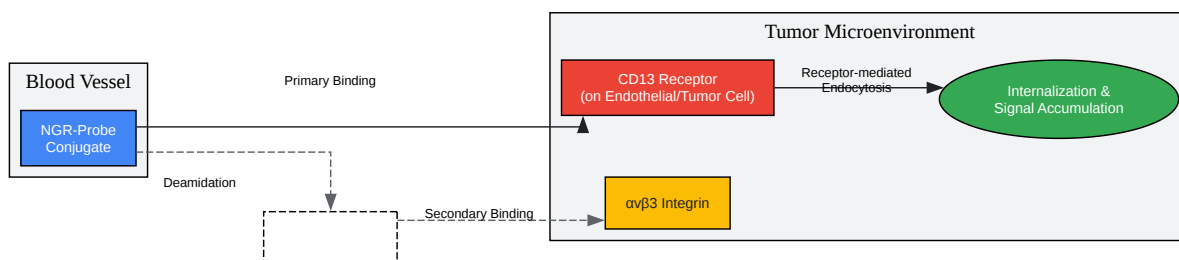 Tumor Microenvironment
Blood Vessel
Primary Binding
CD13 Receptor
(on Endothelial/Tumor Cell)
Receptor-mediated
Endocytosis
Internalization &
Signal Accumulation
NGR-Probe
Conjugate
Deamidation
Secondary Binding
αvβ3 Integrin